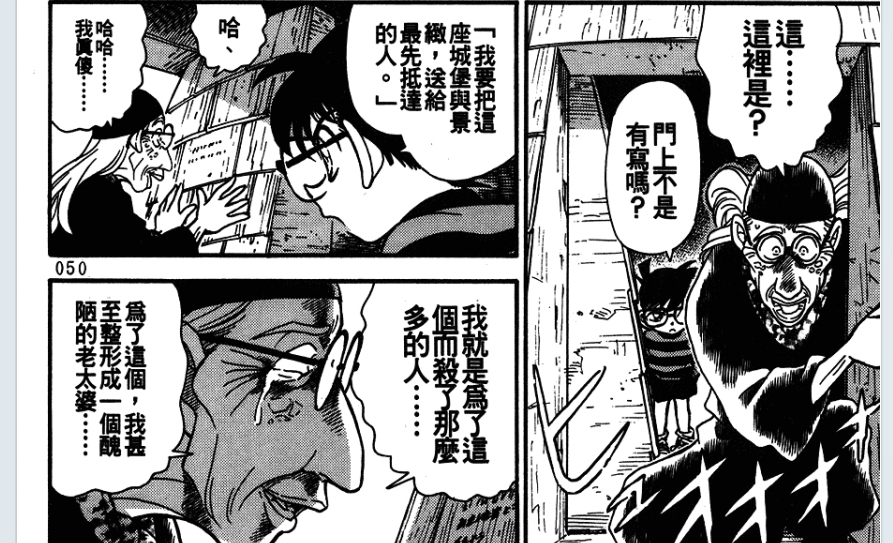 這……
這裡是？
門上不是
有寫嗎？
「我要把這
座城堡與景
緻，送給
最先抵達
的人。」
哈、
哈哈……
我真傻……
050
我就是為了這
個而殺了那麼
多的人……
為了這個，我甚
至整形成一個醜
陋的老太婆……